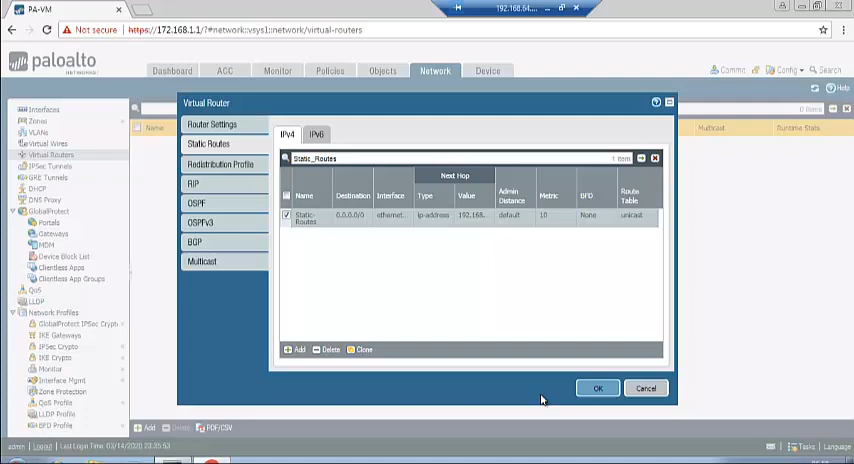 PA-VM
192.168.64....
Not secure
https://172.168.1.1/?#network::vsys1::network/virtual-routers
paloalto
NETWORKS
Dashboard ACC Monitor Policies Objects Network Device
Commit Config Search
Help
Interfaces
Zones
VLANs
Virtual Wires
Virtual Routers
IPSec Tunnels
GRE Tunnels
DHCP
DNS Proxy
GlobalProtect
Portals
Gateways
MDM
Device Block List
Clientless Apps
Clientless App Groups
QoS
LLDP
Network Profiles
GlobalProtect IPSec Crypt
IKE Gateways
IPSec Crypto
IKE Crypto
Monitor
Interface Mgmt
Zone Protection
QoS Profile
LLDP Profile
BFD Profile
0 items
Name
Multicast
Runtime Stats
Virtual Router
Router Settings
Static Routes
Redistribution Profile
RIP
OSPF
OSPFv3
BGP
Multicast
IPv4 IPv6
Static_Routes
1 item
Next Hop
Name Destination Interface Type Value Admin Distance Metric BFD Route Table
Static-Routes 0.0.0.0/0 ethernet... ip-address 192.168.... default 10 None unicast
Add Delete Clone
OK Cancel
Add Delete PDF/CSV
admin | Logout | Last Login Time: 03/14/2020 23:35:53
Tasks | Language